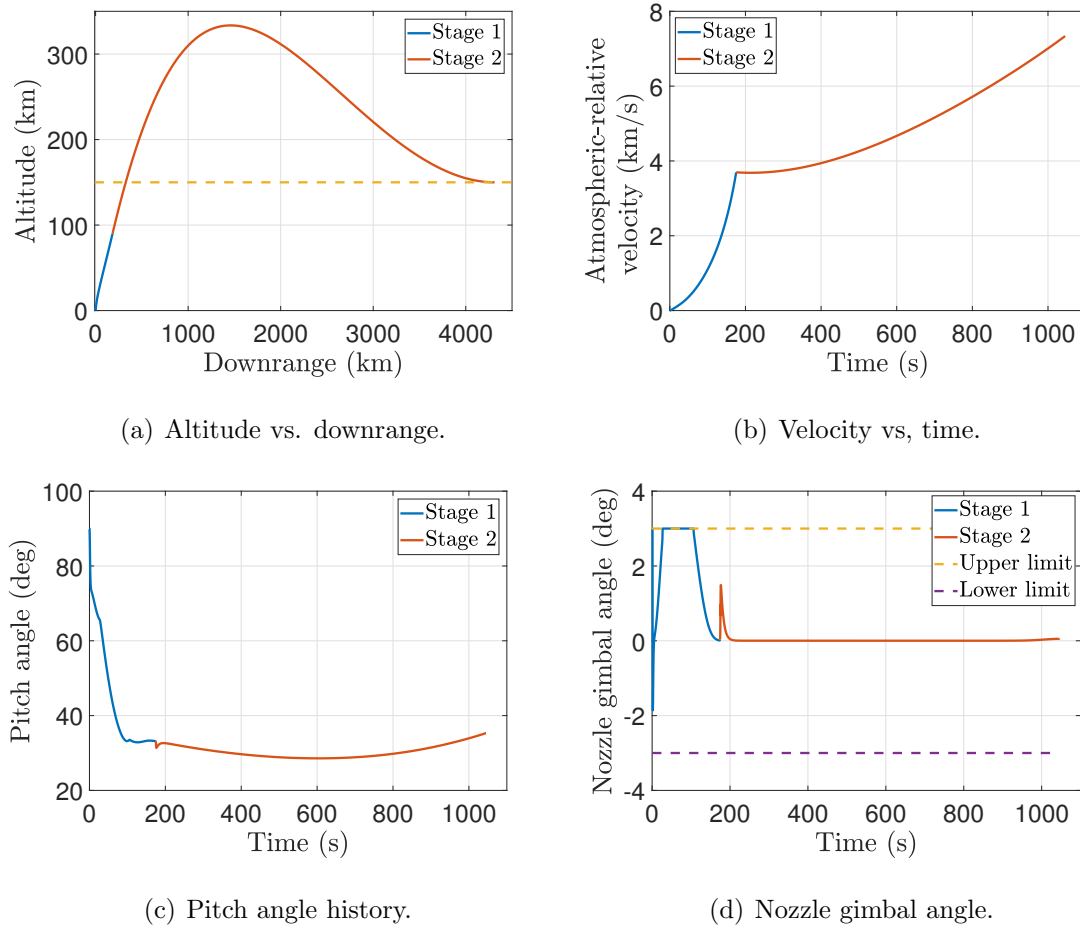 300
200
100
0
Altitude (km)
0 1000 2000 3000 4000
Downrange (km)
Stage 1
Stage 2
(a) Altitude vs. downrange.
8
6
4
2
0
Atmospheric-relative
velocity (km/s)
0 200 400 600 800 1000
Time (s)
Stage 1
Stage 2
(b) Velocity vs, time.
100
80
60
40
20
Pitch angle (deg)
0 200 400 600 800 1000
Time (s)
Stage 1
Stage 2
(c) Pitch angle history.
4
2
0
-2
-4
Nozzle gimbal angle (deg)
0 200 400 600 800 1000
Time (s)
Stage 1
Stage 2
Upper limit
Lower limit
(d) Nozzle gimbal angle.